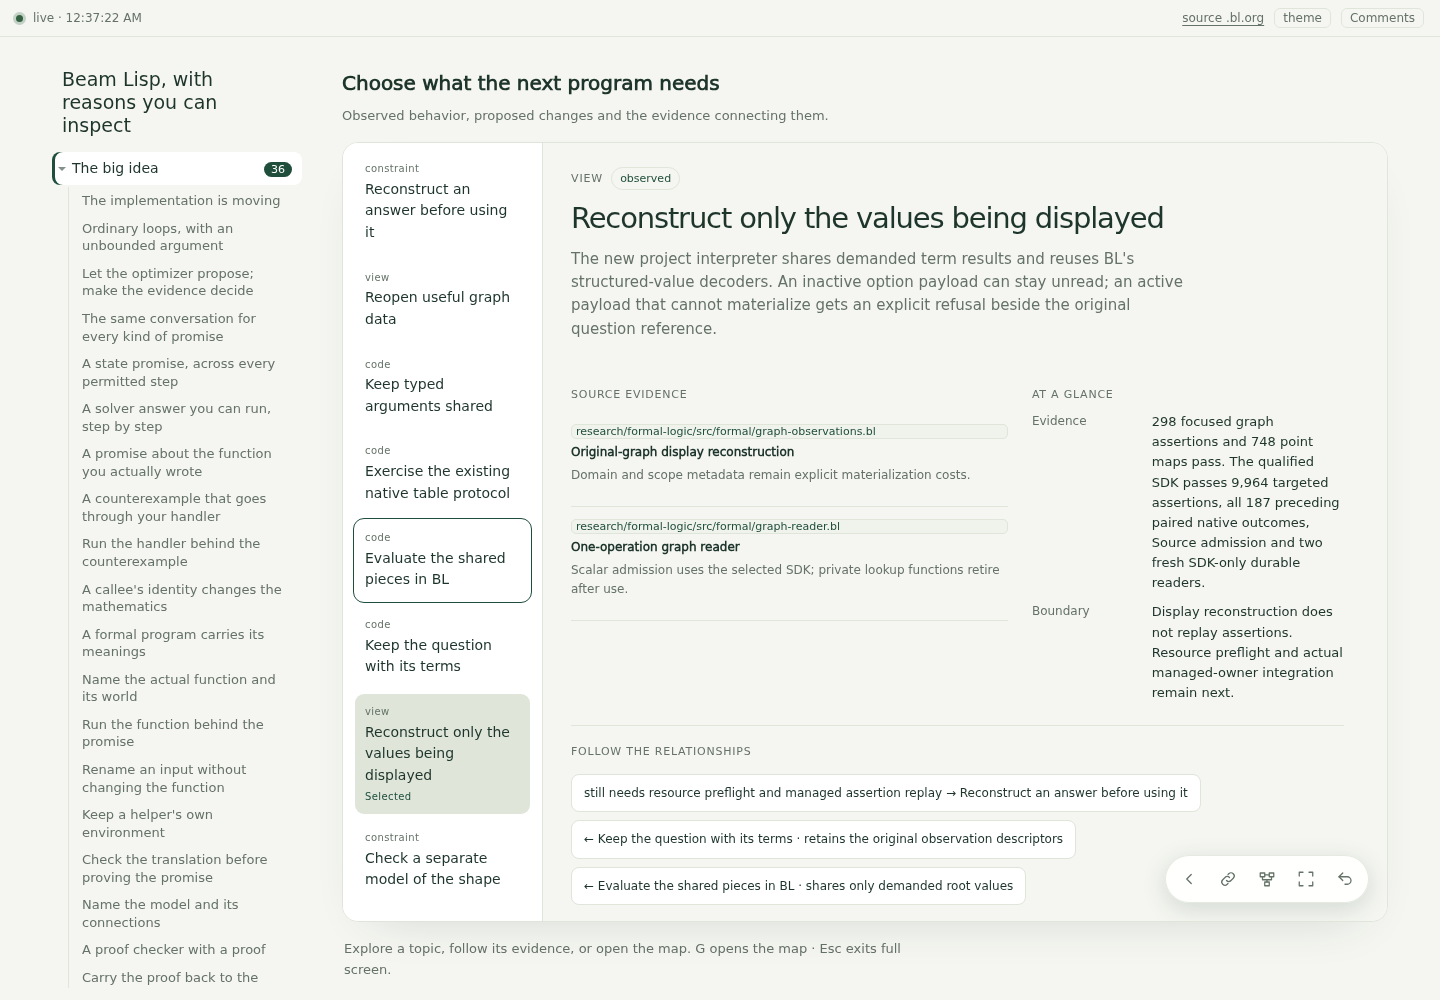 live · 12:37:22 AM
source .bl.org
theme
Comments
Beam Lisp, with
reasons you can
inspect
The big idea
36
The implementation is moving
Ordinary loops, with an
unbounded argument
Let the optimizer propose;
make the evidence decide
The same conversation for
every kind of promise
A state promise, across every
permitted step
A solver answer you can run,
step by step
A promise about the function
you actually wrote
A counterexample that goes
through your handler
Run the handler behind the
counterexample
A callee's identity changes the
mathematics
A formal program carries its
meanings
Name the actual function and
its world
Run the function behind the
promise
Rename an input without
changing the function
Keep a helper's own
environment
Check the translation before
proving the promise
Name the model and its
connections
A proof checker with a proof
Carry the proof back to the
Choose what the next program needs
Observed behavior, proposed changes and the evidence connecting them.
constraint
Reconstruct an
answer before using
it
view
Reopen useful graph
data
code
Keep typed
arguments shared
code
Exercise the existing
native table protocol
code
Evaluate the shared
pieces in BL
code
Keep the question
with its terms
view
Reconstruct only the
values being
displayed
Selected
constraint
Check a separate
model of the shape
VIEW
observed
Reconstruct only the values being displayed
The new project interpreter shares demanded term results and reuses BL's
structured-value decoders. An inactive option payload can stay unread; an active
payload that cannot materialize gets an explicit refusal beside the original
question reference.
SOURCE EVIDENCE
research/formal-logic/src/formal/graph-observations.bl
Original-graph display reconstruction
Domain and scope metadata remain explicit materialization costs.
research/formal-logic/src/formal/graph-reader.bl
One-operation graph reader
Scalar admission uses the selected SDK; private lookup functions retire
after use.
AT A GLANCE
Evidence
298 focused graph
assertions and 748 point
maps pass. The qualified
SDK passes 9,964 targeted
assertions, all 187 preceding
paired native outcomes,
Source admission and two
fresh SDK-only durable
readers.
Boundary
Display reconstruction does
not replay assertions.
Resource preflight and actual
managed-owner integration
remain next.
FOLLOW THE RELATIONSHIPS
still needs resource preflight and managed assertion replay → Reconstruct an answer before using it
← Keep the question with its terms · retains the original observation descriptors
← Evaluate the shared pieces in BL · shares only demanded root values
Explore a topic, follow its evidence, or open the map. G opens the map · Esc exits full
screen.